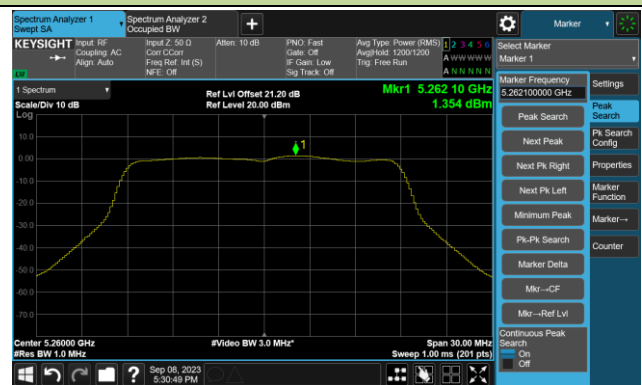 Spectrum Analyzer 1
Swept SA
Spectrum Analyzer 2
Occupied BW
+
Marker
KEYSIGHT
Input: RF
Coupling: AC
Align: Auto
Input Z: 50 Ω
Corr CCorr
Freq Ref: Int (S)
NFE: Off
Atten: 10 dB
PNO: Fast
Gate: Off
IF Gain: Low
Sig Track: Off
Avg Type: Power (RMS)
Avg|Hold: 1200/1200
Trig: Free Run
1 2 3 4 5 6
A W W W W W
A N N N N N
Select Marker
Marker 1
1 Spectrum
Scale/Div 10 dB
Log
Ref Lvl Offset 21.20 dB
Ref Level 20.00 dBm
Mkr1 5.262 10 GHz
1.354 dBm
1
10.0
0.00
-10.0
-20.0
-30.0
-40.0
-50.0
-60.0
-70.0
Center 5.26000 GHz
#Res BW 1.0 MHz
#Video BW 3.0 MHz*
Span 30.00 MHz
Sweep 1.00 ms (201 pts)
Marker Frequency
5.262100000 GHz
Peak Search
Next Peak
Next Pk Right
Next Pk Left
Minimum Peak
Pk-Pk Search
Marker Delta
Mkr→CF
Mkr→Ref Lvl
Continuous Peak
Search
On
Off
Settings
Peak
Search
Pk Search
Config
Properties
Marker
Function
Marker→
Counter
?
Sep 08, 2023
5:30:49 PM